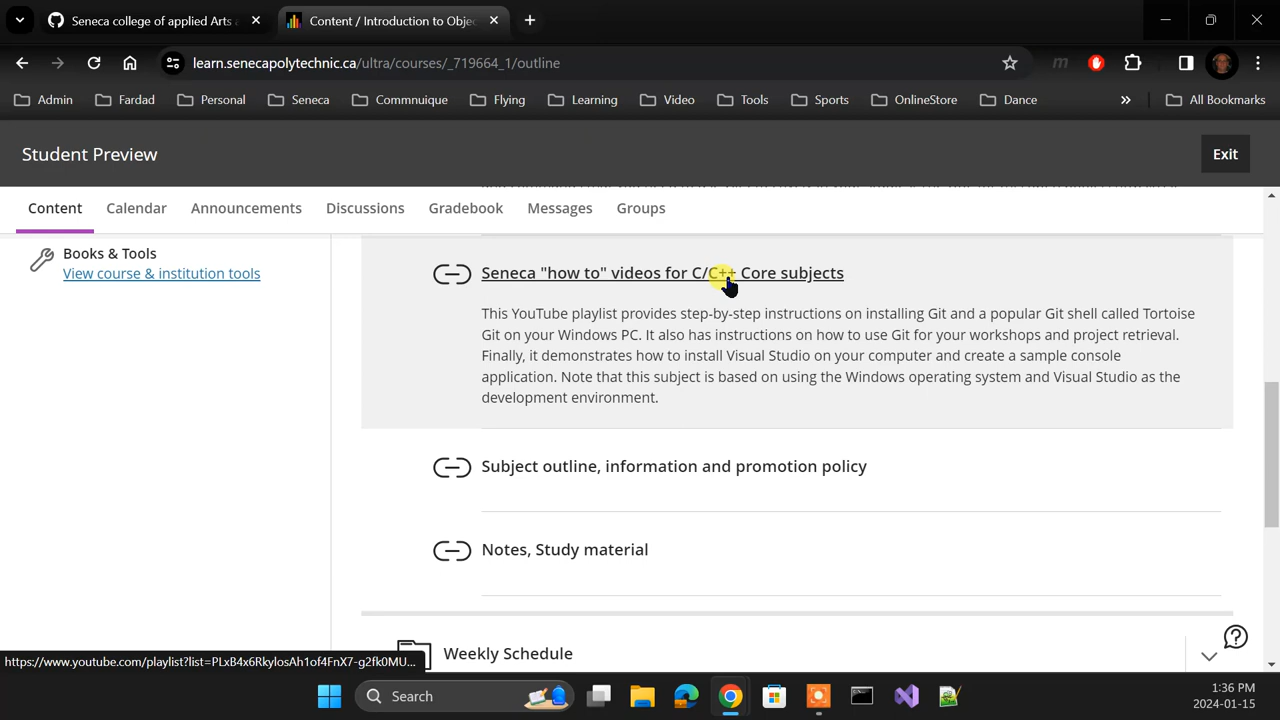 Seneca college of applied Arts a
Content / Introduction to Objec
learn.senecapolytechnic.ca/ultra/courses/_719664_1/outline
Admin
Fardad
Personal
Seneca
Commnuique
Flying
Learning
Video
Tools
Sports
OnlineStore
Dance
»
All Bookmarks
Student Preview
Exit
Content
Calendar
Announcements
Discussions
Gradebook
Messages
Groups
Books & Tools
View course & institution tools
Seneca "how to" videos for C/C++ Core subjects
This YouTube playlist provides step-by-step instructions on installing Git and a popular Git shell called Tortoise
Git on your Windows PC. It also has instructions on how to use Git for your workshops and project retrieval.
Finally, it demonstrates how to install Visual Studio on your computer and create a sample console
application. Note that this subject is based on using the Windows operating system and Visual Studio as the
development environment.
Subject outline, information and promotion policy
Notes, Study material
Weekly Schedule
https://www.youtube.com/playlist?list=PLxB4x6RkylosAh1of4FnX7-g2fk0MU...
Search
1:36 PM
2024-01-15